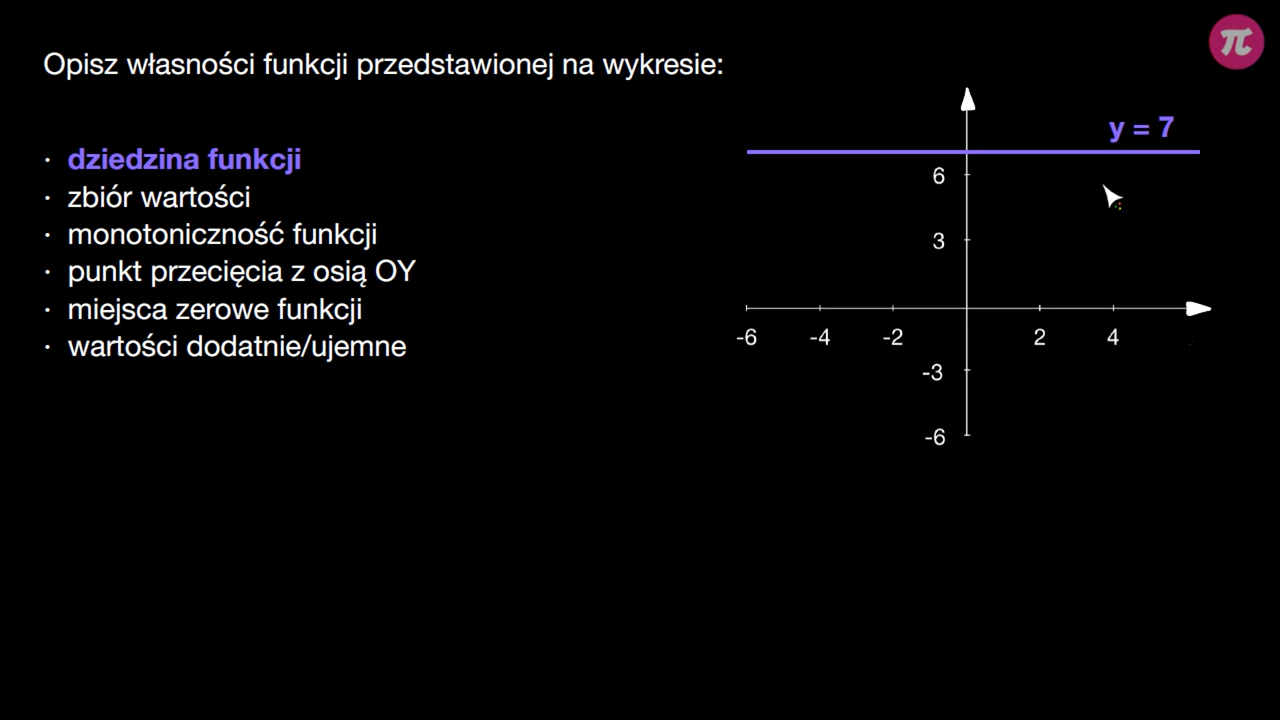 π
Opisz własności funkcji przedstawionej na wykresie:
· dziedzina funkcji
· zbiór wartości
· monotoniczność funkcji
· punkt przecięcia z osią OY
· miejsca zerowe funkcji
· wartości dodatnie/ujemne
y = 7
6
3
-6 -4 -2 2 4
-3
-6